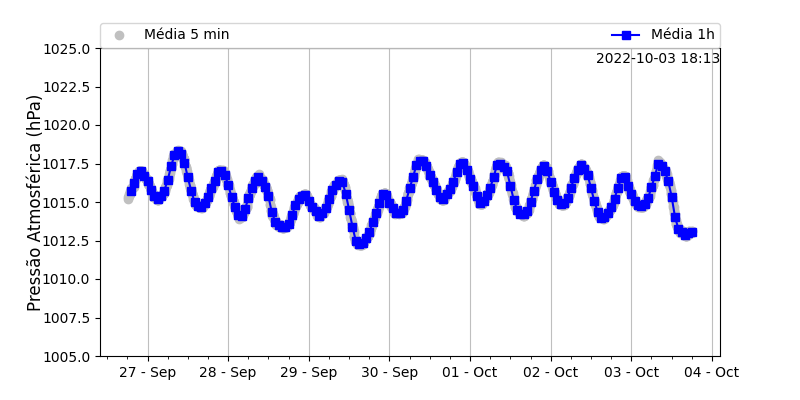 Média 5 min
Média 1h
2022-10-03 18:13
Pressão Atmosférica (hPa)
1025.0
1022.5
1020.0
1017.5
1015.0
1012.5
1010.0
1007.5
1005.0
27 - Sep
28 - Sep
29 - Sep
30 - Sep
01 - Oct
02 - Oct
03 - Oct
04 - Oct